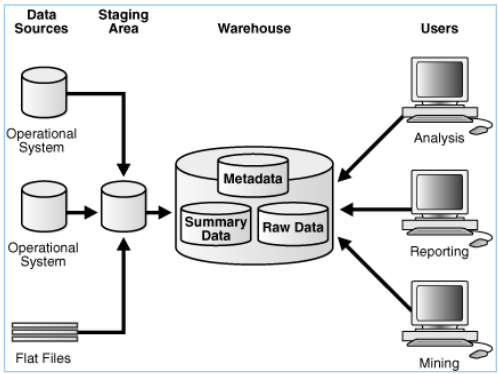 Data
Sources
Staging
Area
Warehouse
Users
Operational
System
Operational
System
Flat Files
Metadata
Summary
Data
Raw Data
Analysis
Reporting
Mining